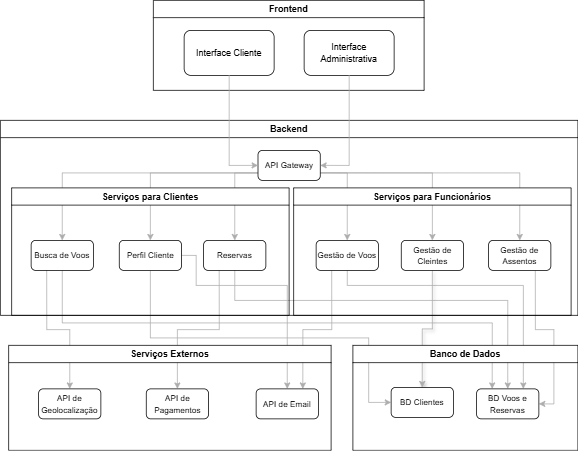 Frontend
Interface Cliente
Interface
Administrativa
Backend
API Gateway
Serviços para Clientes
Serviços para Funcionários
Busca de Voos
Perfil Cliente
Reservas
Gestão de Voos
Gestão de
Cleintes
Gestão de
Assentos
Serviços Externos
Banco de Dados
API de
Geolocalização
API de
Pagamentos
API de Email
BD Clientes
BD Voos e
Reservas